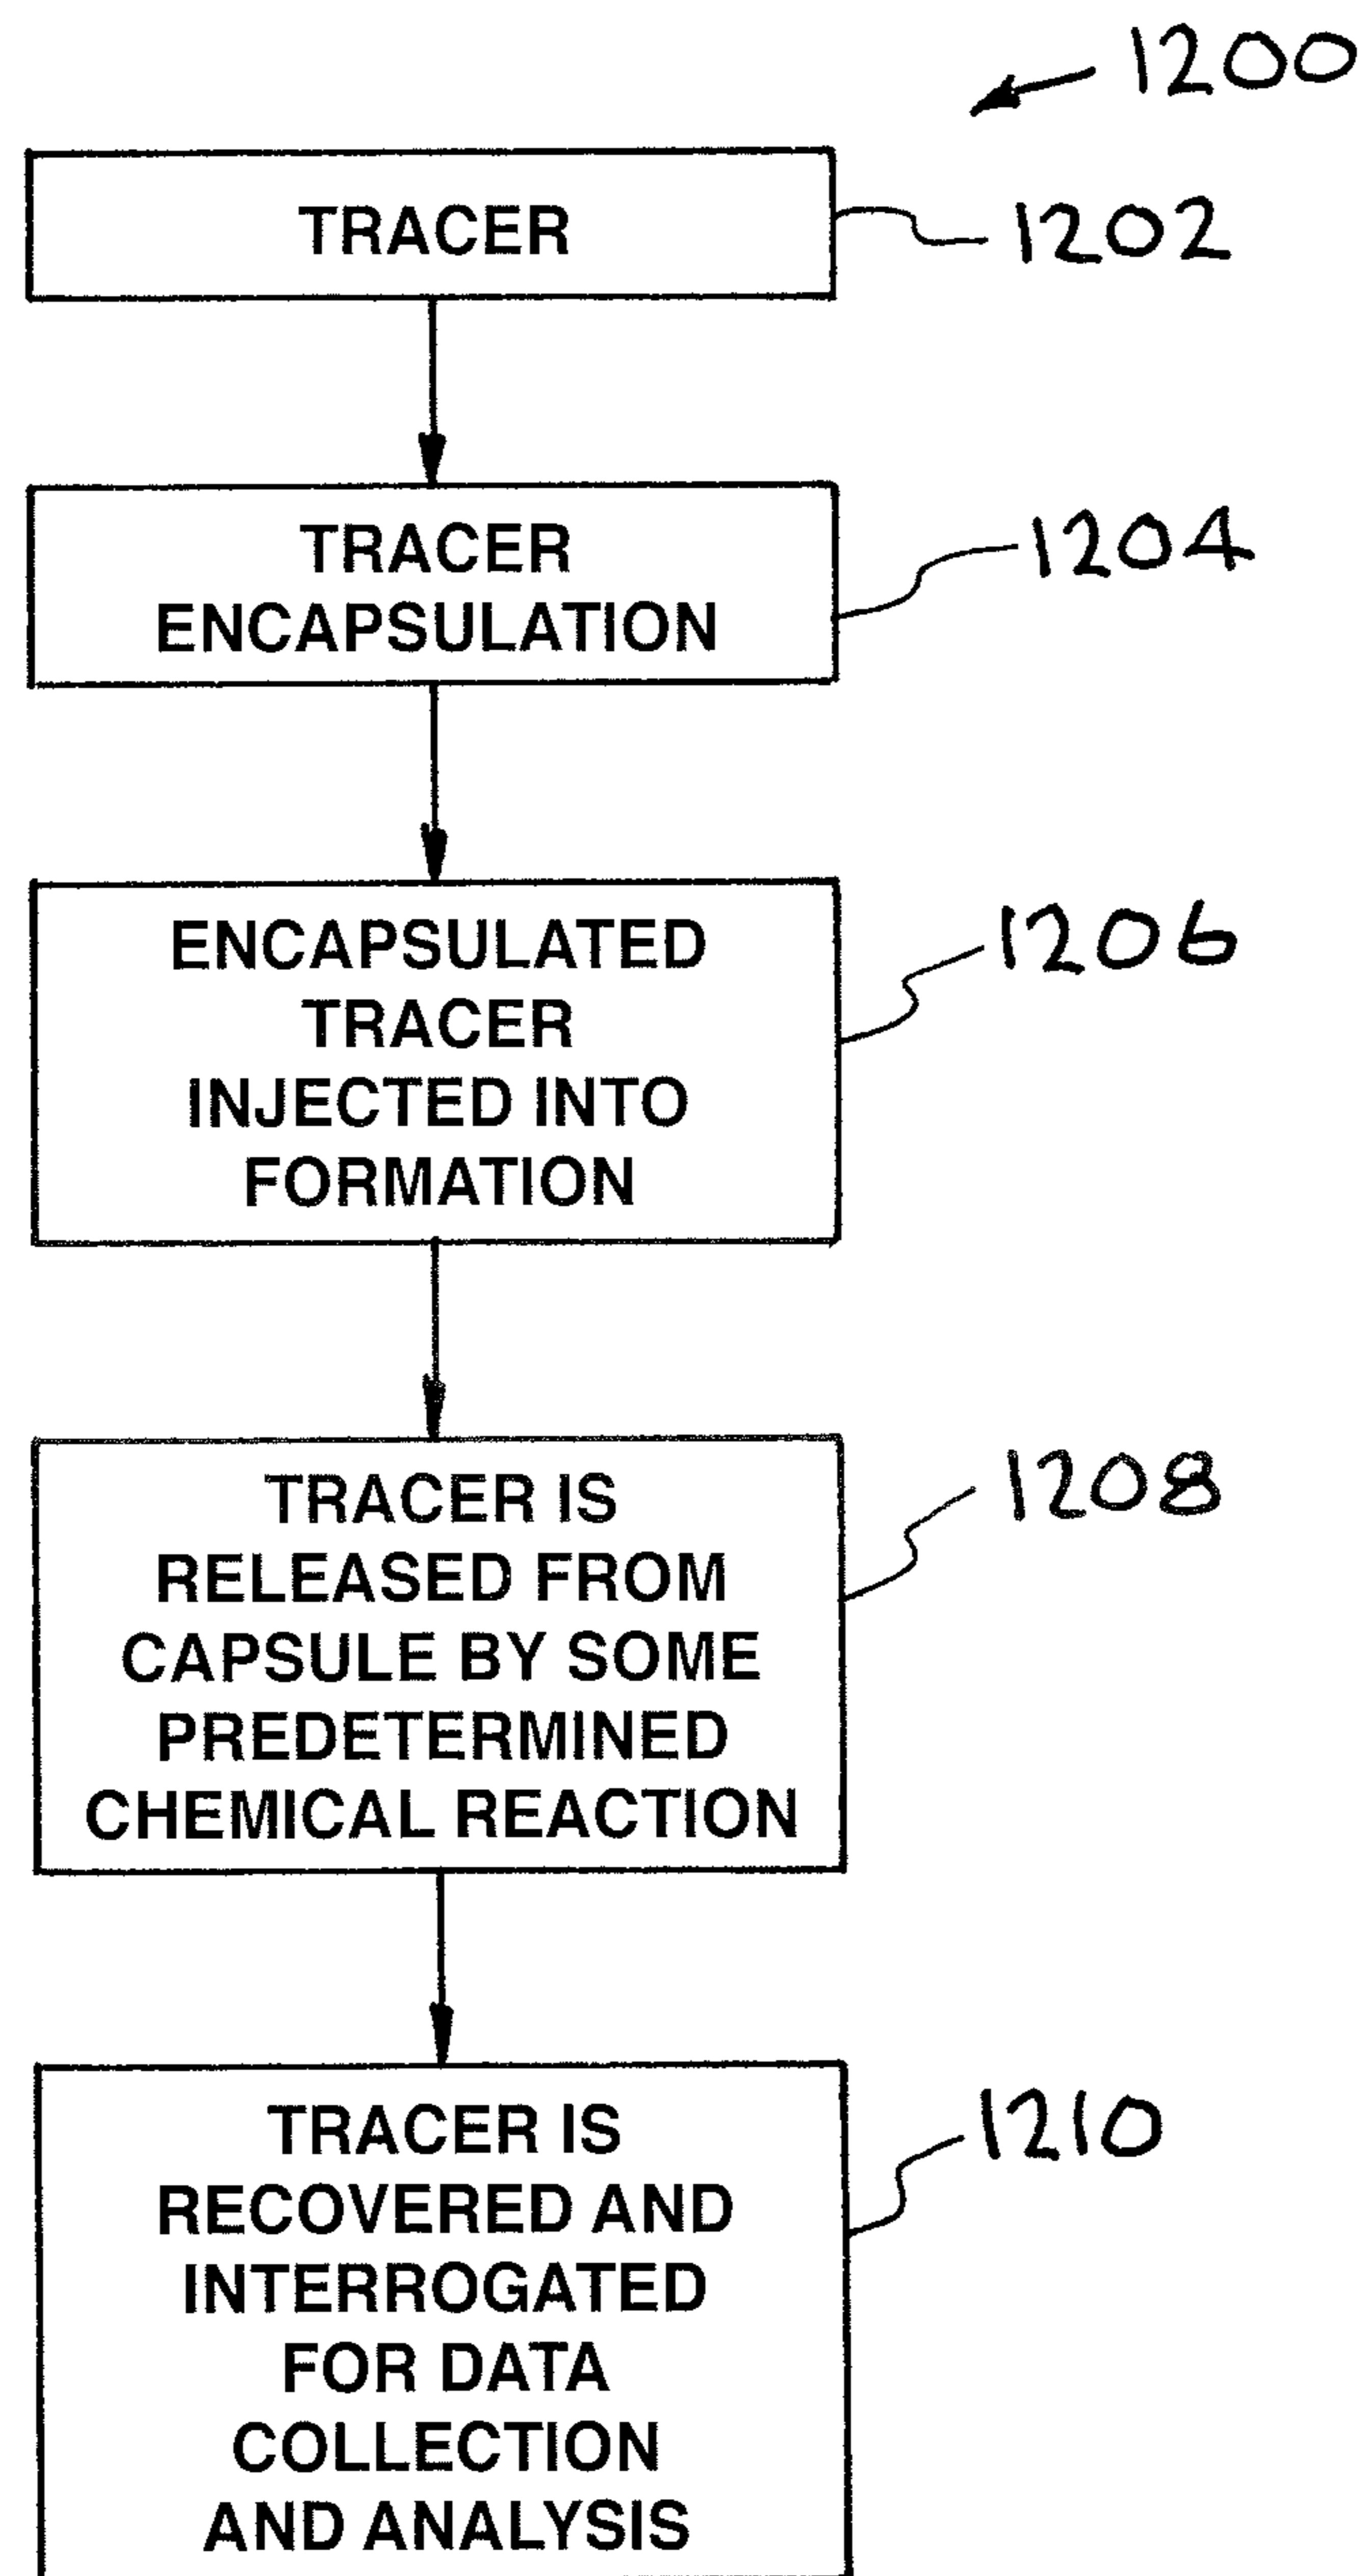 1200
TRACER
1202
TRACER
ENCAPSULATION
1204
ENCAPSULATED
TRACER
INJECTED INTO
FORMATION
1206
TRACER IS
RELEASED FROM
CAPSULE BY SOME
PREDETERMINED
CHEMICAL REACTION
1208
TRACER IS
RECOVERED AND
INTERROGATED
FOR DATA
COLLECTION
AND ANALYSIS
1210